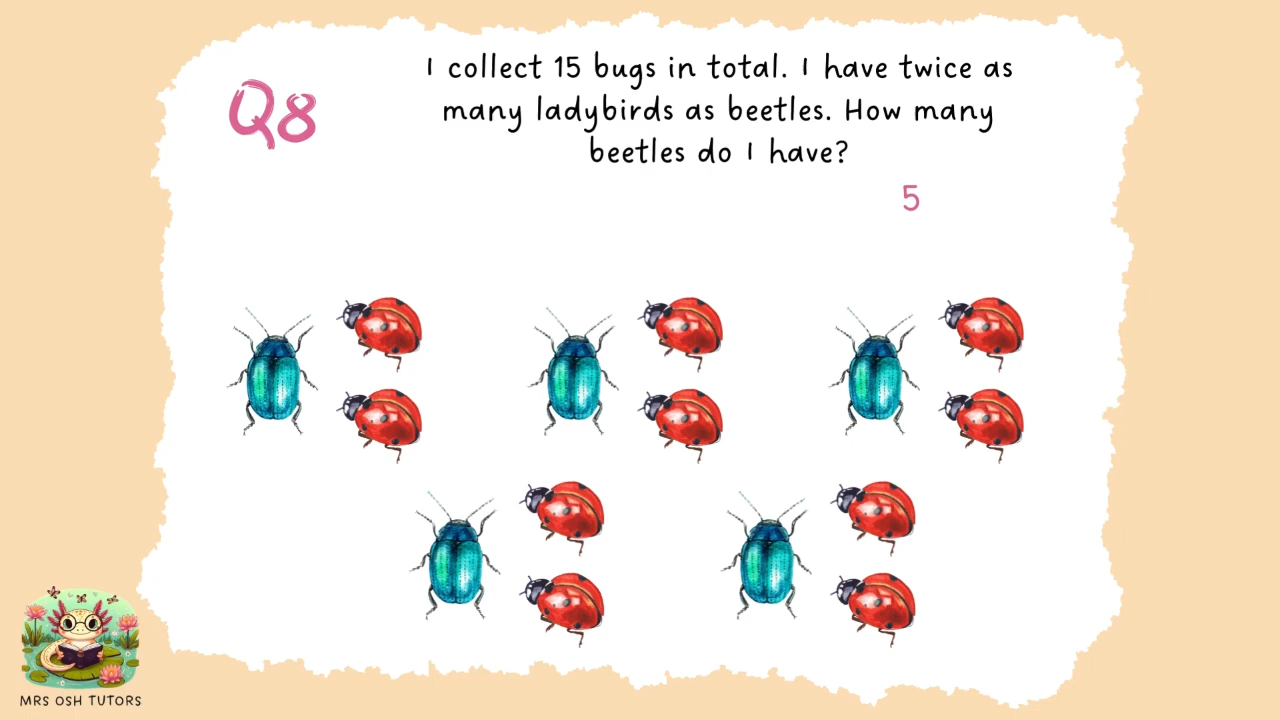 Q8
I collect 15 bugs in total. I have twice as
many ladybirds as beetles. How many
beetles do I have?
5
MRS OSH TUTORS